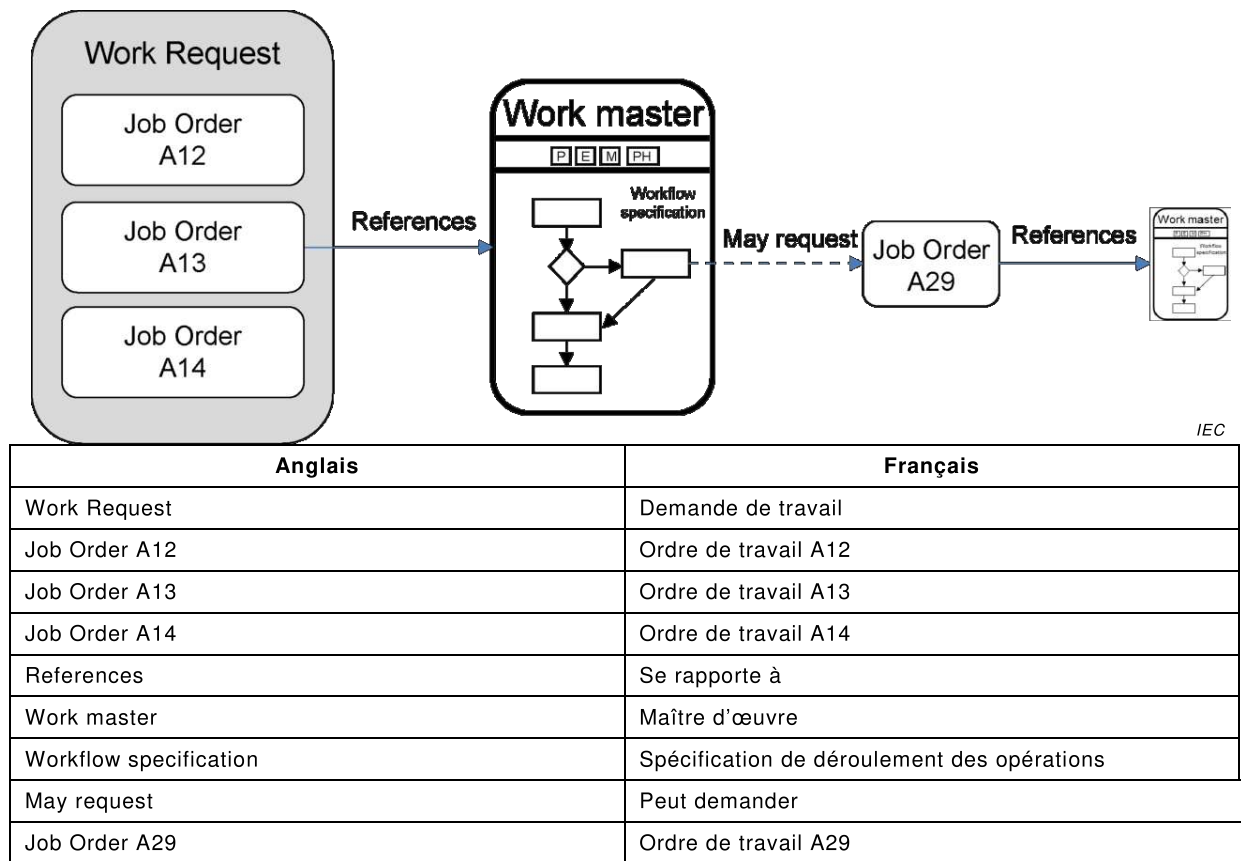 Work Request
Job Order
A12
Job Order
A13
Job Order
A14
References
Work master
P E M PH
Workflow
specification
May request
Job Order
A29
References
Work master
P E M PH
Workflow
specification
IEC
Anglais Français
Work Request Demande de travail
Job Order A12 Ordre de travail A12
Job Order A13 Ordre de travail A13
Job Order A14 Ordre de travail A14
References Se rapporte à
Work master Maître d’œuvre
Workflow specification Spécification de déroulement des opérations
May request Peut demander
Job Order A29 Ordre de travail A29